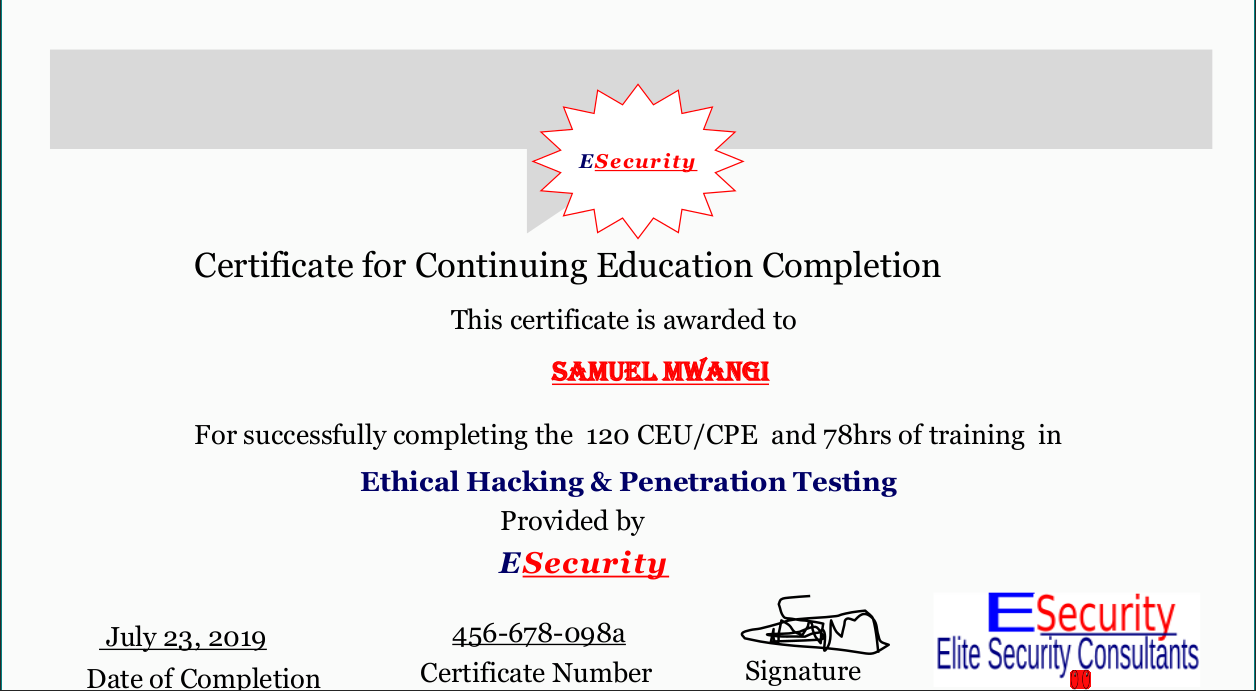 ESecurity
Certificate for Continuing Education Completion
This certificate is awarded to
SAMUEL MWANGI
For successfully completing the 120 CEU/CPE and 78hrs of training in
Ethical Hacking & Penetration Testing
Provided by
ESecurity
July 23, 2019
456-678-098a
Date of Completion
Certificate Number
Signature
ESecurity
Elite Security Consultants